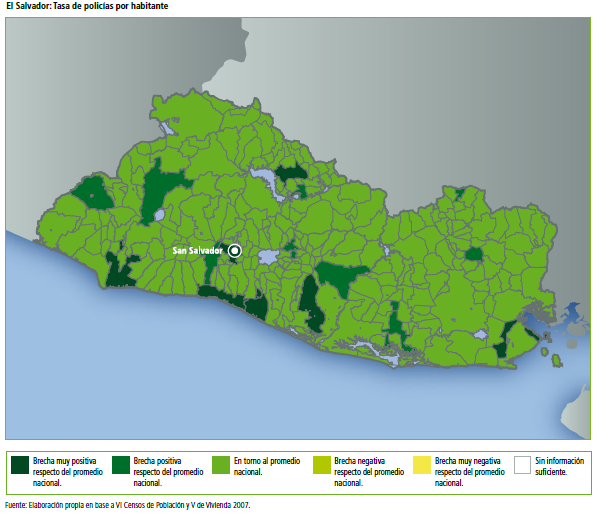 El Salvador: Tasa de policías por habitante
San Salvador
Brecha muy positiva
respecto del promedio
nacional.
Brecha positiva
respecto del promedio
nacional.
En torno al promedio
nacional.
Brecha negativa
respecto del promedio
nacional.
Brecha muy negativa
respecto del promedio
nacional.
Sin información
suficiente.
Fuente: Elaboración propia en base a VI Censos de Población y V de Vivienda 2007.